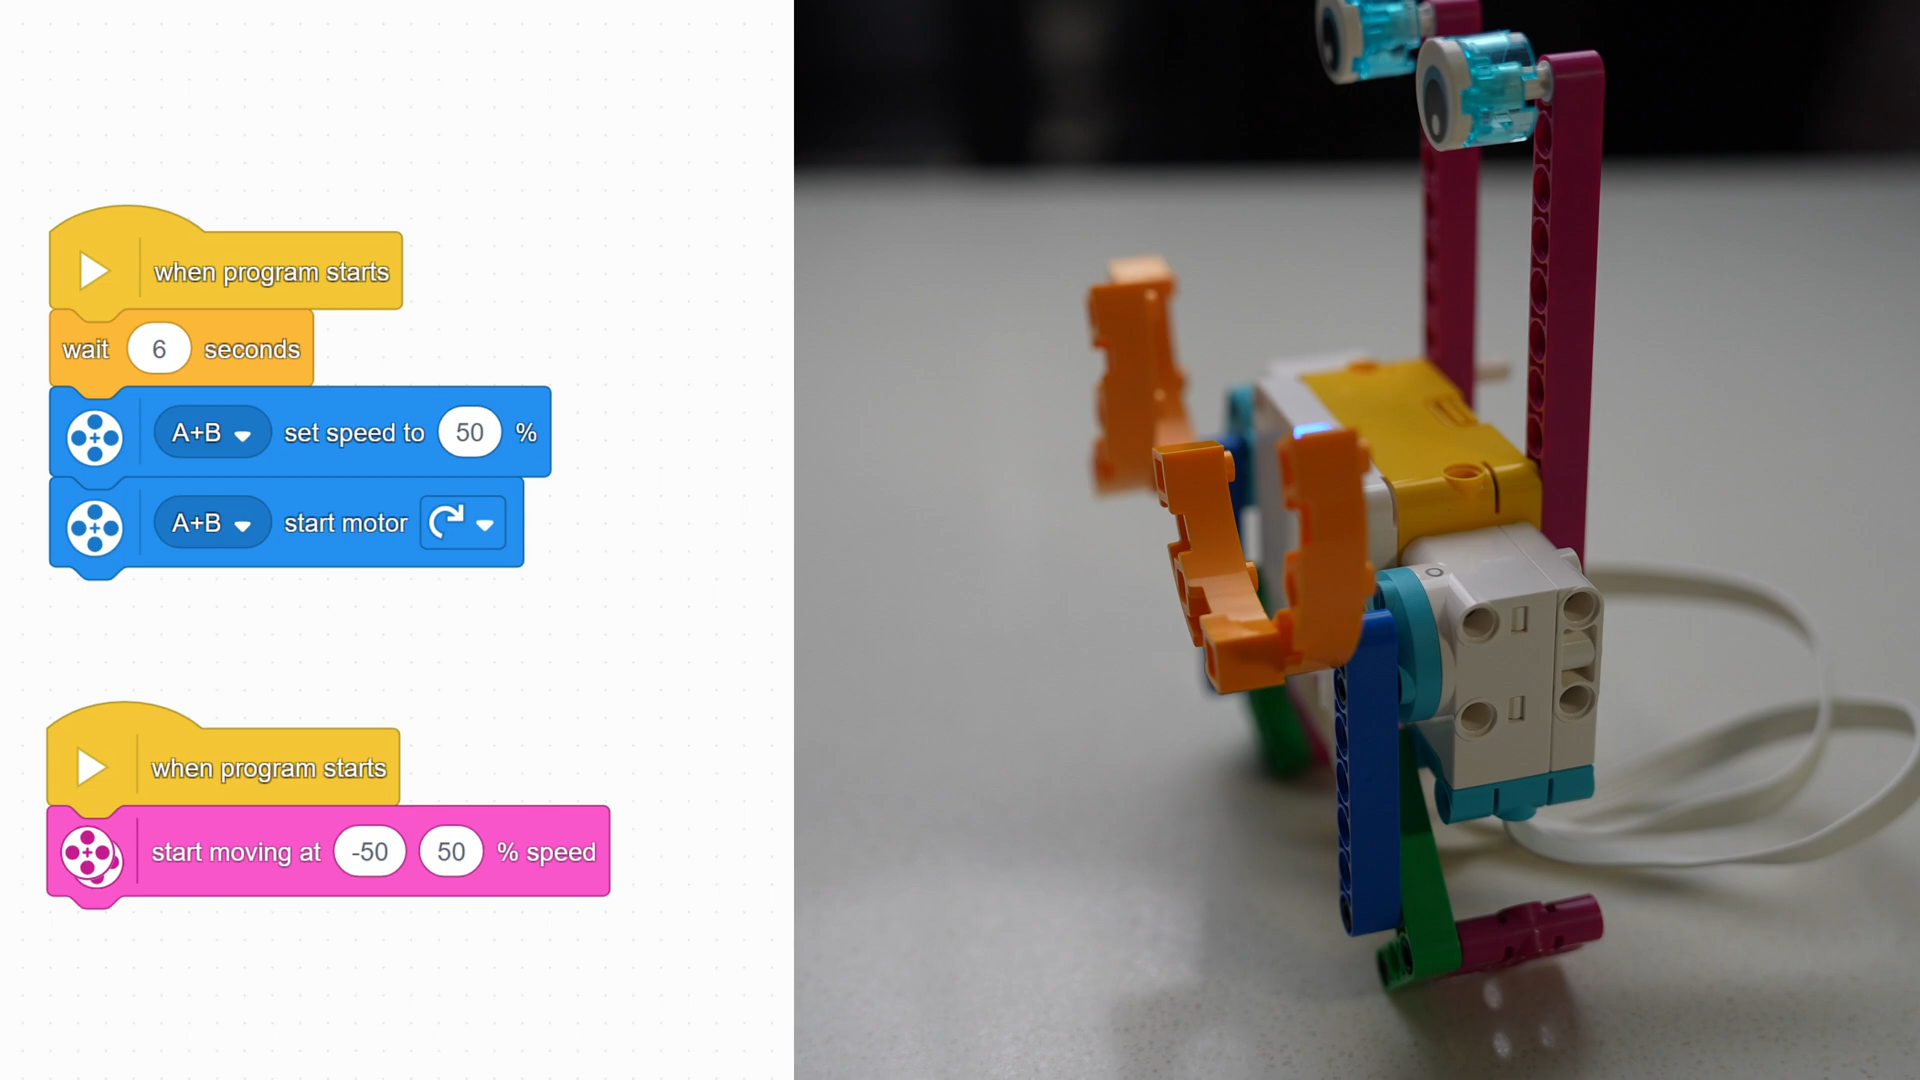 when program starts
wait 6 seconds
A+B set speed to 50 %
A+B start motor
when program starts
start moving at -50 50 % speed